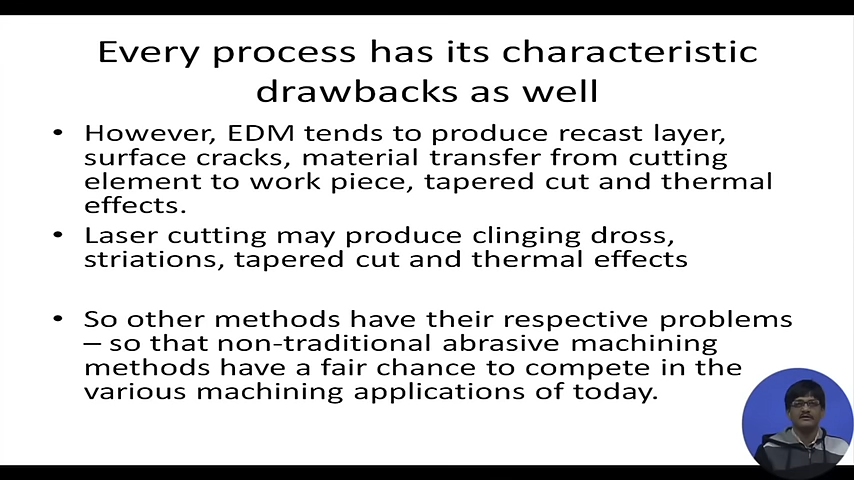 Every process has its characteristic
drawbacks as well
• However, EDM tends to produce recast layer,
surface cracks, material transfer from cutting
element to work piece, tapered cut and thermal
effects.
• Laser cutting may produce clinging dross,
striations, tapered cut and thermal effects
• So other methods have their respective problems
– so that non-traditional abrasive machining
methods have a fair chance to compete in the
various machining applications of today.